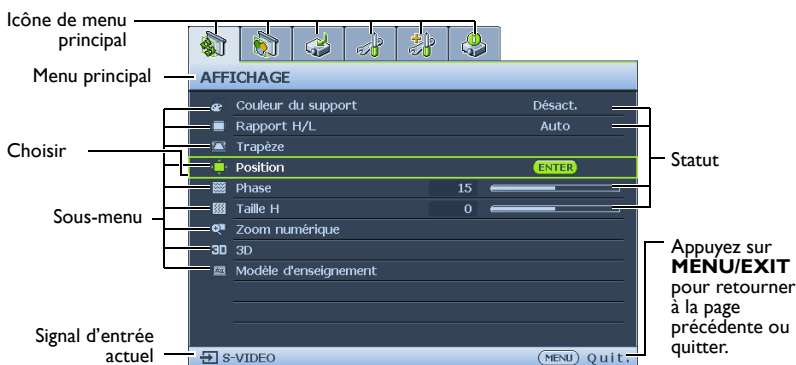 Icône de menu
principal
Menu principal
AFFICHAGE
Couleur du support Désact.
Rapport H/L Auto
Trapèze
Choisir
Position ENTER
Statut
Phase 15
Taille H 0
Sous-menu
Zoom numérique
3D 3D
Modèle d'enseignement
Appuyez sur
MENU/EXIT
pour retourner
à la page
précédente ou
quitter.
Signal d'entrée
actuel
S-VIDEO MENU Quit.